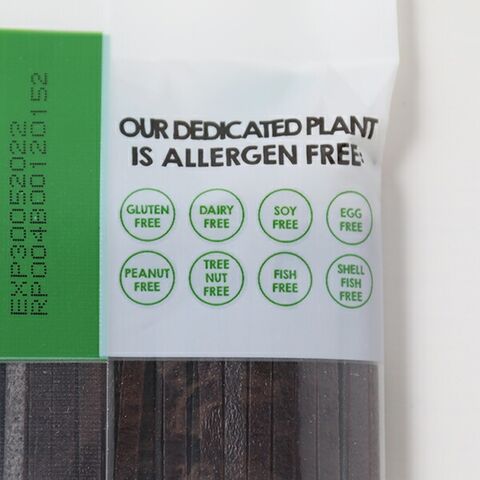 OUR DEDICATED PLANT
IS ALLERGEN FREE
GLUTEN
FREE
DAIRY
FREE
SOY
FREE
EGG
FREE
PEANUT
FREE
TREE
NUT
FREE
FISH
FREE
SHELL
FISH
FREE
EXP30052022
RP004B00120152